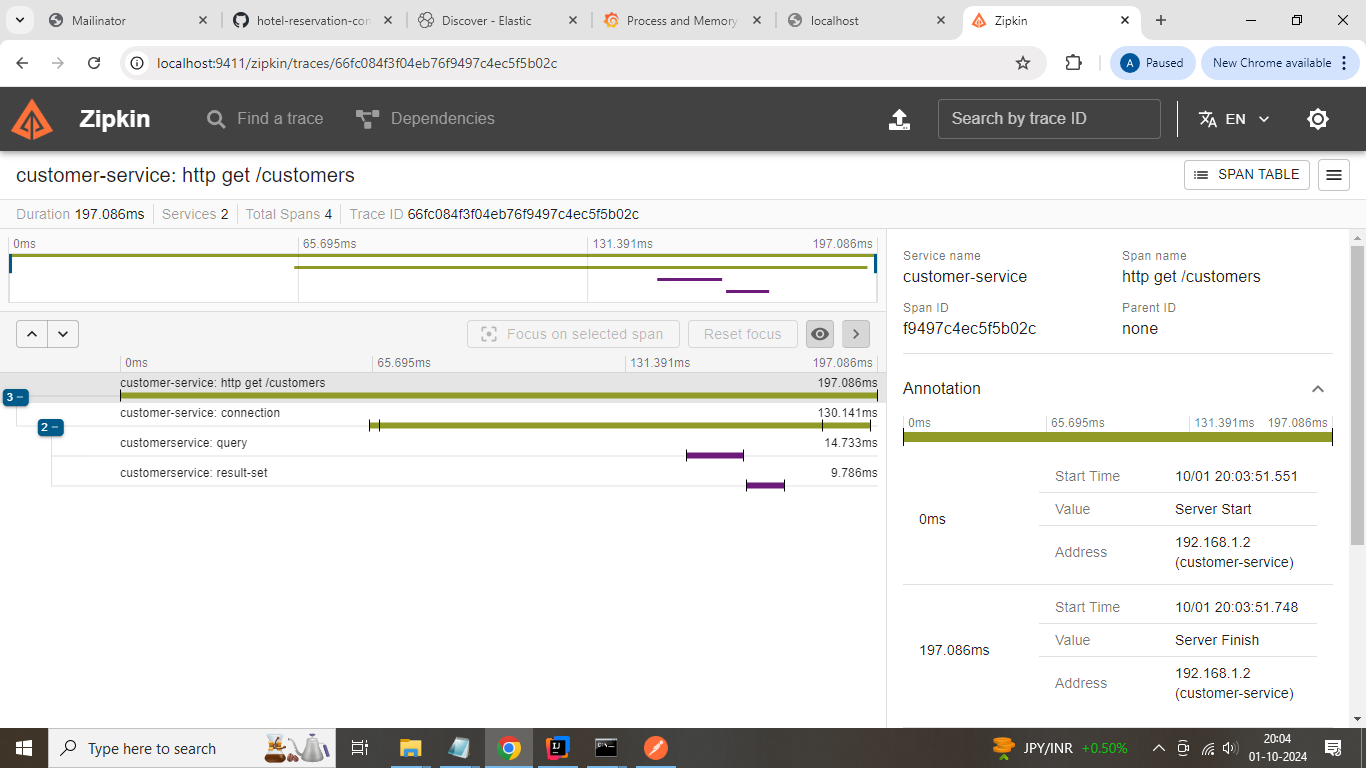 Mailinator
hotel-reservation-con
Discover - Elastic
Process and Memory
localhost
Zipkin
localhost:9411/zipkin/traces/66fc084f3f04eb76f9497c4ec5f5b02c
A Paused
New Chrome available
Zipkin
Find a trace
Dependencies
Search by trace ID
EN
customer-service: http get /customers
SPAN TABLE
Duration 197.086ms Services 2 Total Spans 4 Trace ID 66fc084f3f04eb76f9497c4ec5f5b02c
0ms 65.695ms 131.391ms 197.086ms
Focus on selected span
Reset focus
0ms 65.695ms 131.391ms 197.086ms
customer-service: http get /customers 197.086ms
3 −
customer-service: connection 130.141ms
2 −
customerservice: query 14.733ms
customerservice: result-set 9.786ms
Service name Span name
customer-service http get /customers
Span ID Parent ID
f9497c4ec5f5b02c none
Annotation
0ms 65.695ms 131.391ms 197.086ms
Start Time 10/01 20:03:51.551
0ms
Value Server Start
Address 192.168.1.2
(customer-service)
Start Time 10/01 20:03:51.748
197.086ms
Value Server Finish
Address 192.168.1.2
(customer-service)
Type here to search
JPY/INR +0.50%
20:04
01-10-2024